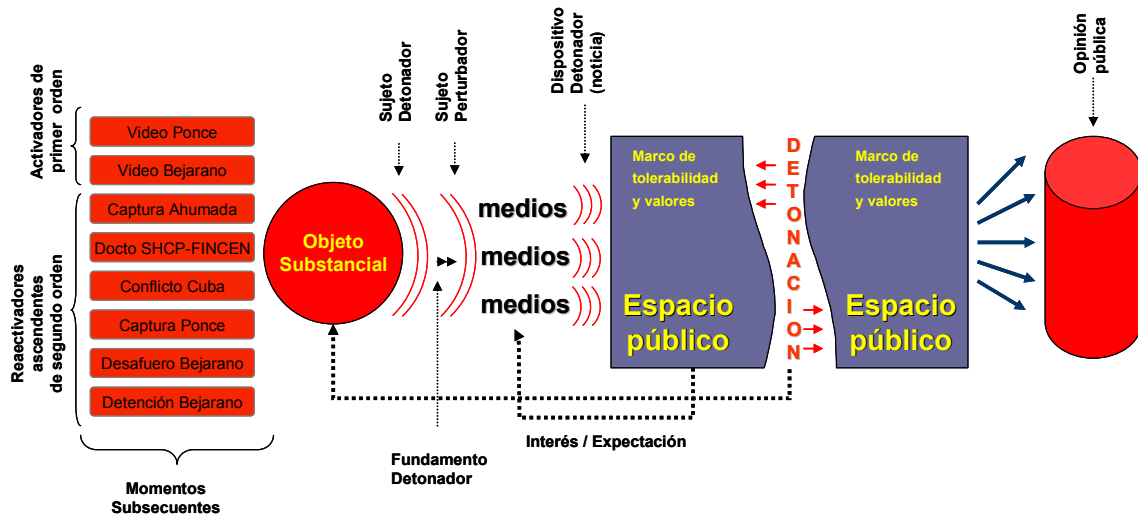 Activadores de
primer orden
Video Ponce
Video Bejarano
Reaectivadores
ascendentes
de segundo orden
Captura Ahumada
Docto SHCP-FINCEN
Conflicto Cuba
Captura Ponce
Desafuero Bejarano
Detención Bejarano
Momentos
Subsecuentes
Objeto
Substancial
Sujeto
Detonador
Sujeto
Perturbador
Fundamento
Detonador
medios
medios
medios
Dispositivo
Detonador
(noticia)
Marco de
tolerabilidad
y valores
Espacio
público
DETONACION
Marco de
tolerabilidad
y valores
Espacio
público
Interés / Expectación
Opinión
pública